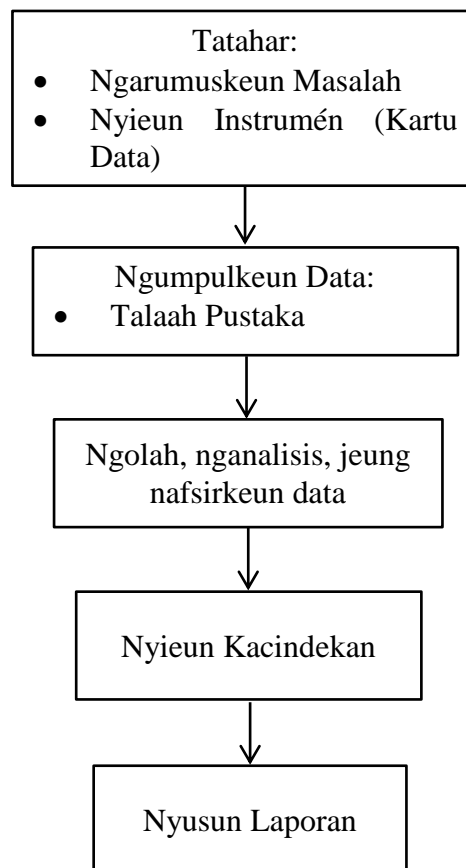 Tatahar:
• Ngarumuskeun Masalah
• Nyieun Instrumén (Kartu
Data)
Ngumpulkeun Data:
• Talaah Pustaka
Ngolah, nganalisis, jeung
nafsirkeun data
Nyieun Kacindekan
Nyusun Laporan